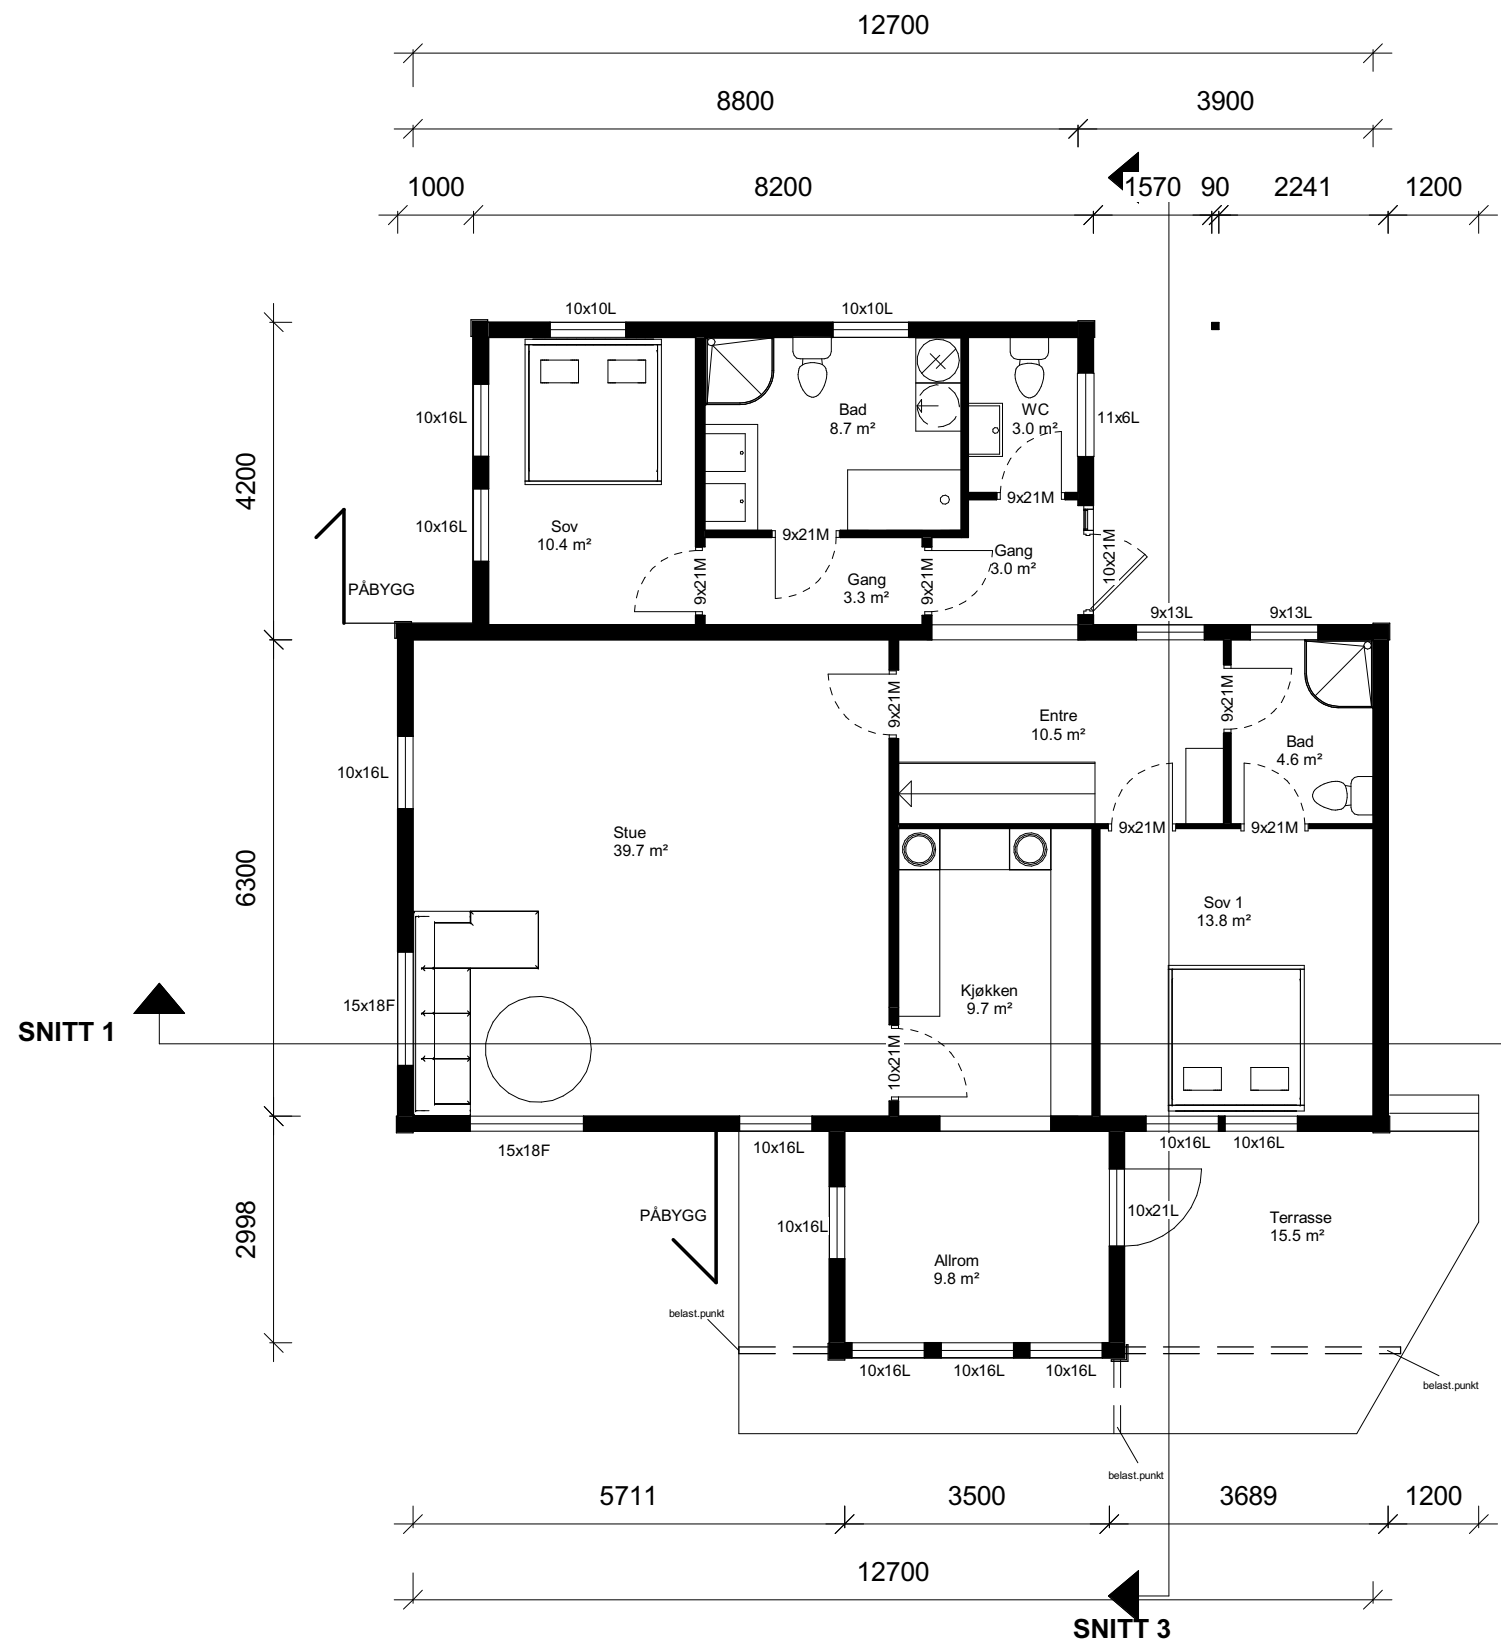 12700
8800
3900
1000
8200
1570
90
2241
1200
10x10L
10x10L
10x16L
Bad
8.7 m²
WC
3.0 m²
11x6L
4200
10x16L
Sov
10.4 m²
9x21M
9x21M
Gang
3.0 m²
10x21M
PÅBYGG
9x21M
Gang
3.3 m²
9x21M
9x13L
9x13L
9x21M
Entre
10.5 m²
9x21M
Bad
4.6 m²
10x16L
Stue
39.7 m²
9x21M
9x21M
6300
Sov 1
13.8 m²
Kjøkken
9.7 m²
15x18F
SNITT 1
10x21M
15x18F
10x16L
10x16L
10x16L
2998
PÅBYGG
10x16L
10x21L
Terrasse
15.5 m²
Allrom
9.8 m²
belast.punkt
10x16L
10x16L
10x16L
belast.punkt
belast.punkt
5711
3500
3689
1200
12700
SNITT 3